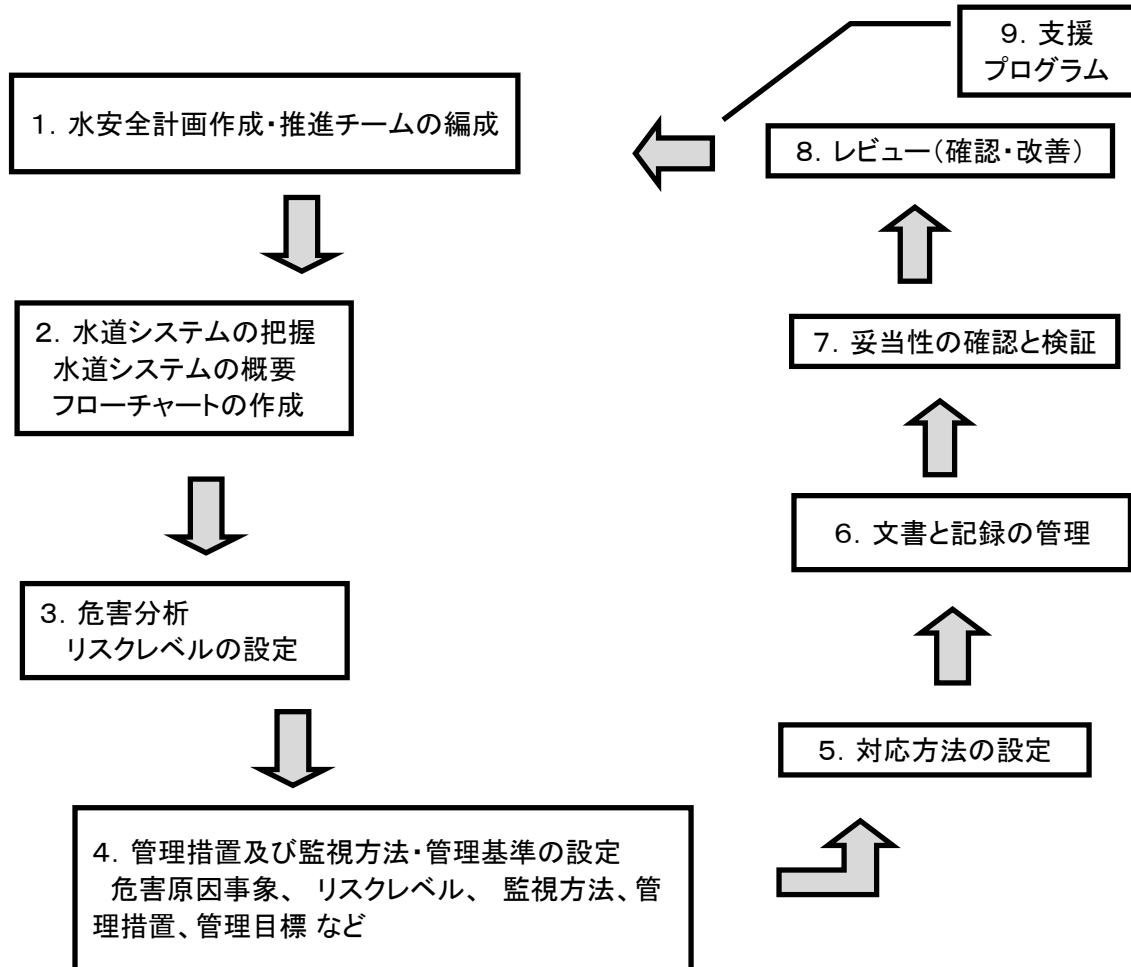 1．水安全計画作成・推進チームの編成
2．水道システムの把握
水道システムの概要
フローチャートの作成
3．危害分析
リスクレベルの設定
4．管理措置及び監視方法・管理基準の設定
危害原因事象、 リスクレベル、 監視方法、管
理措置、管理目標 など
5．対応方法の設定
6．文書と記録の管理
7．妥当性の確認と検証
8．レビュー（確認・改善）
9．支援
プログラム